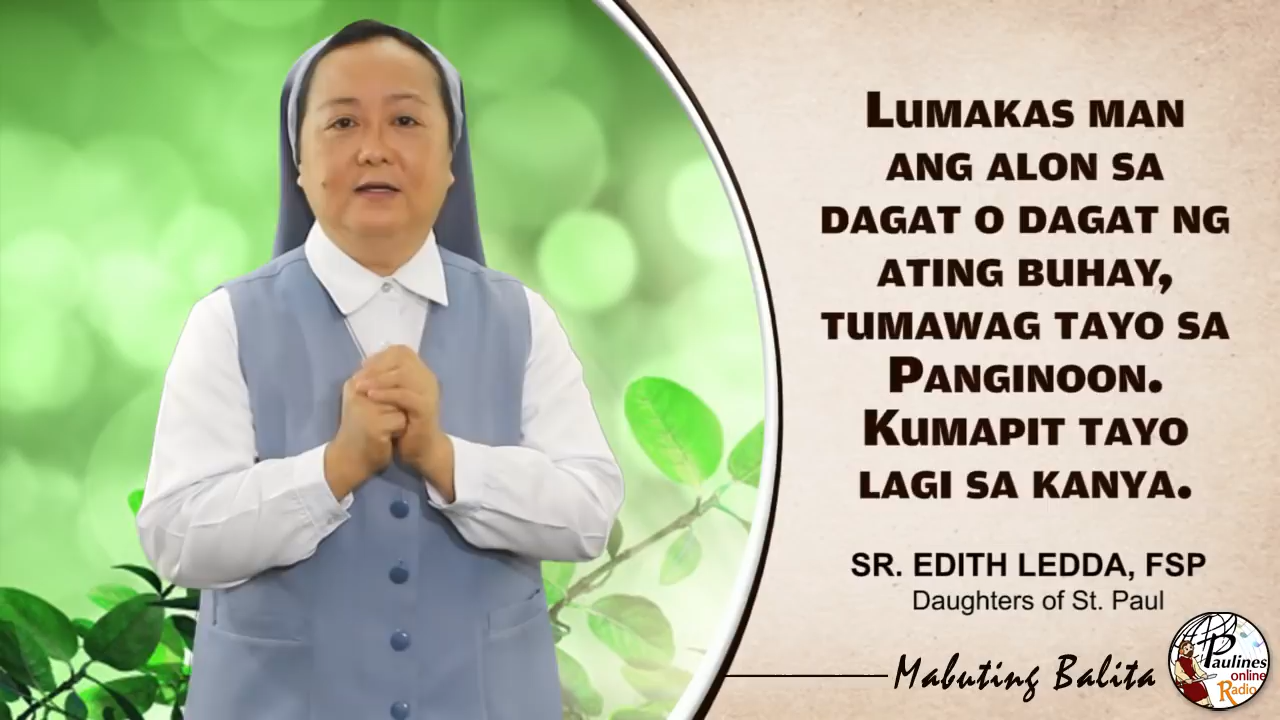 Lumakas man
ang alon sa
dagat o dagat ng
ating buhay,
tumawag tayo sa
Panginoon.
Kumapit tayo
lagi sa kanya.
SR. EDITH LEDDA, FSP
Daughters of St. Paul
Mabuting Balita
Paulines
online
Radio